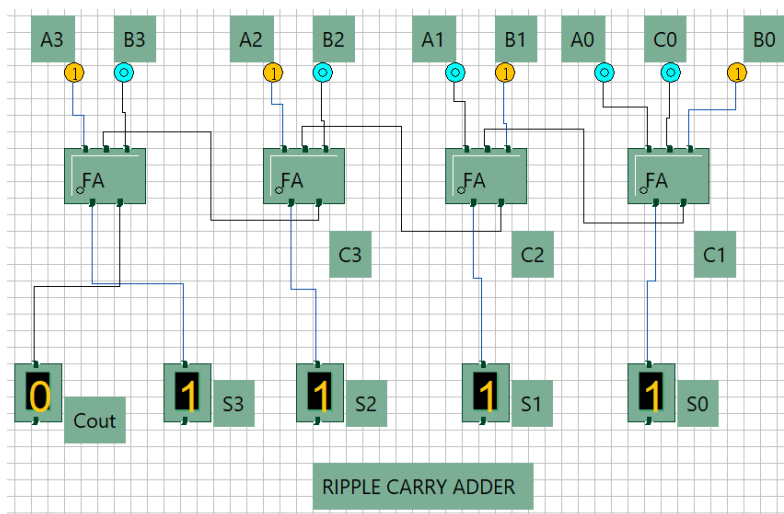 A3 B3 A2 B2 A1 B1 A0 C0 B0
1 1 1 1
FA FA FA FA
C3 C2 C1
0 1 1 1 1
Cout S3 S2 S1 S0
RIPPLE CARRY ADDER